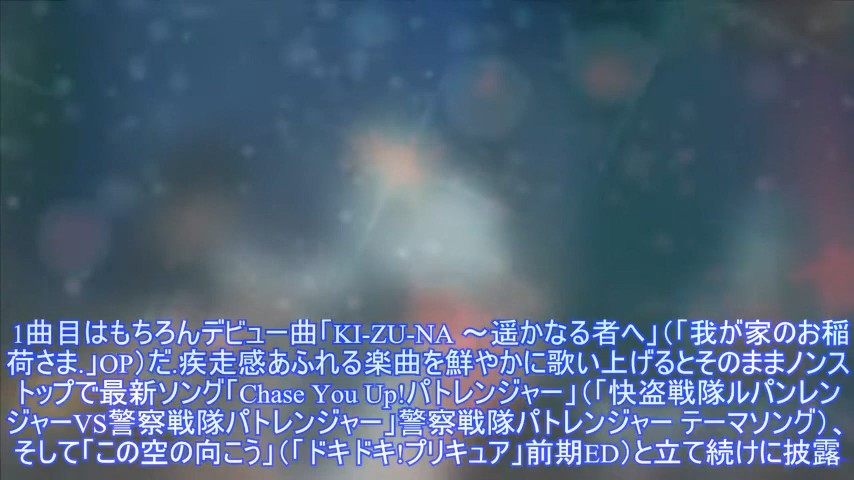 1曲目はもちろんデビュー曲「KI-ZU-NA ～遥かなる者へ」（「我が家のお稲
荷さま.」OP）だ.疾走感あふれる楽曲を鮮やかに歌い上げるとそのままノンス
トップで最新ソング「Chase You Up!パトレンジャー」（「快盗戦隊ルパンレン
ジャーVS警察戦隊パトレンジャー」警察戦隊パトレンジャー テーマソング）、
そして「この空の向こう」（「ドキドキ!プリキュア」前期ED）と立て続けに披露